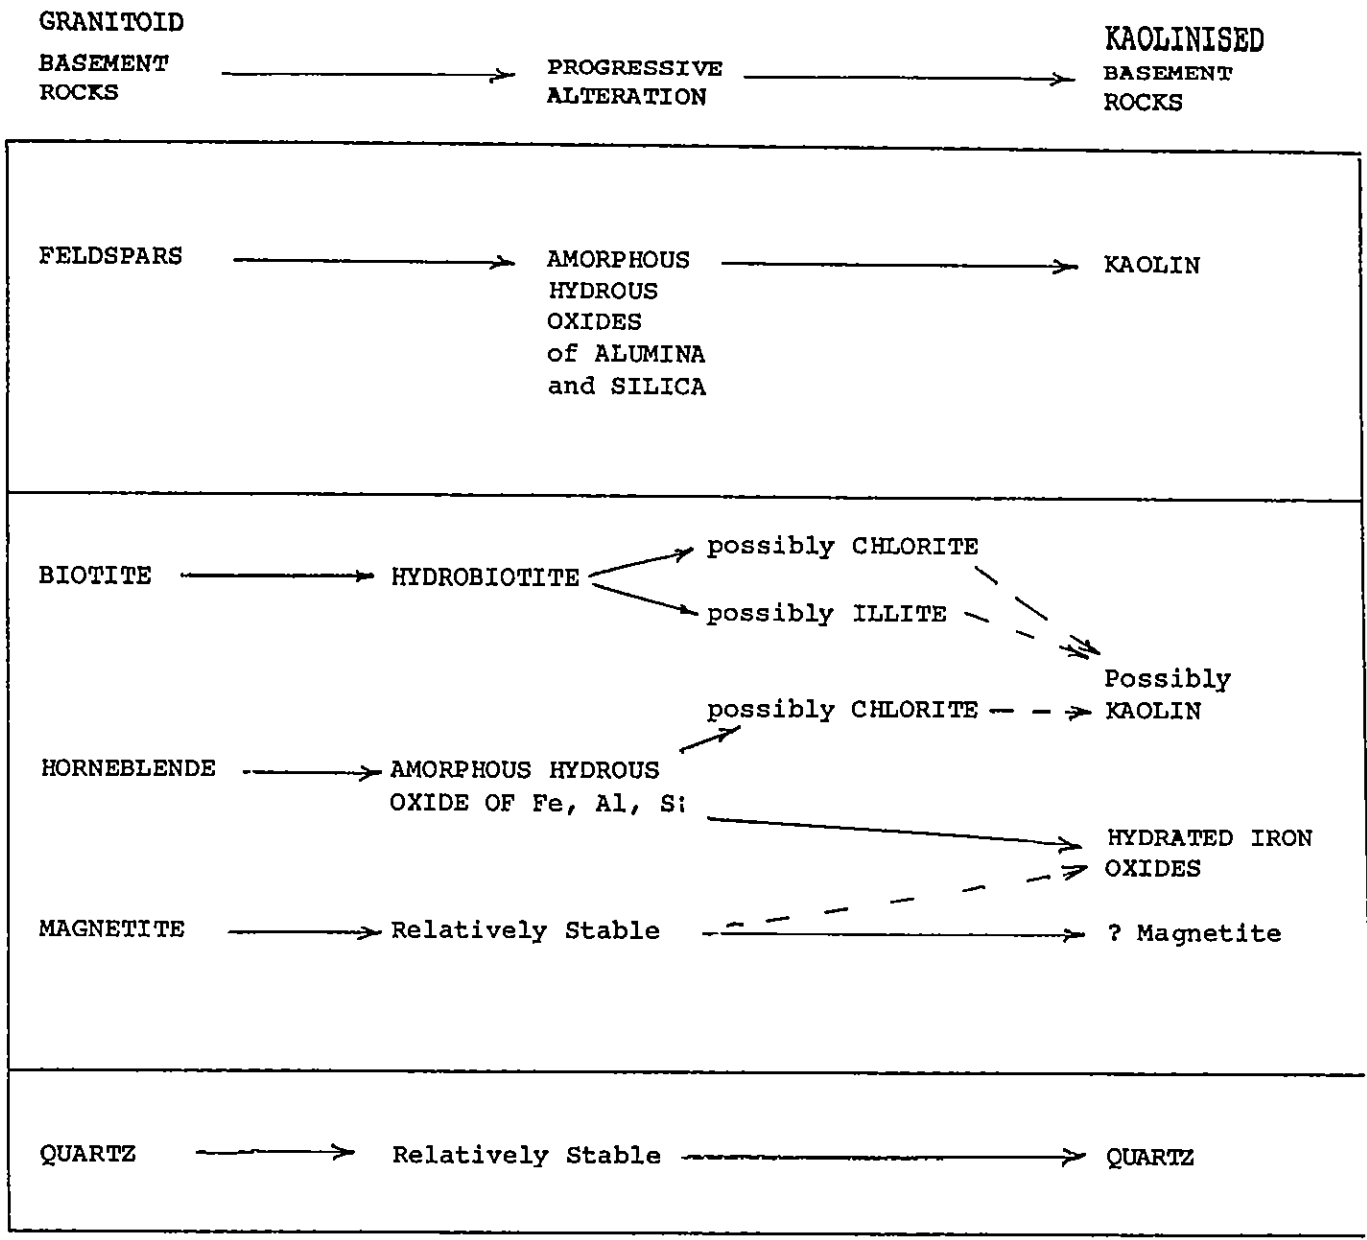 GRANITOID
BASEMENT
ROCKS
PROGRESSIVE
ALTERATION
KAOLINISED
BASEMENT
ROCKS
FELDSPARS
AMORPHOUS
HYDROUS
OXIDES
of ALUMINA
and SILICA
KAOLIN
BIOTITE
HYDROBIOTITE
possibly CHLORITE
possibly ILLITE
Possibly
KAOLIN
possibly CHLORITE
HORNEBLENDE
AMORPHOUS HYDROUS
OXIDE OF Fe, Al, Si
HYDRATED IRON
OXIDES
MAGNETITE
Relatively Stable
? Magnetite
QUARTZ
Relatively Stable
QUARTZ